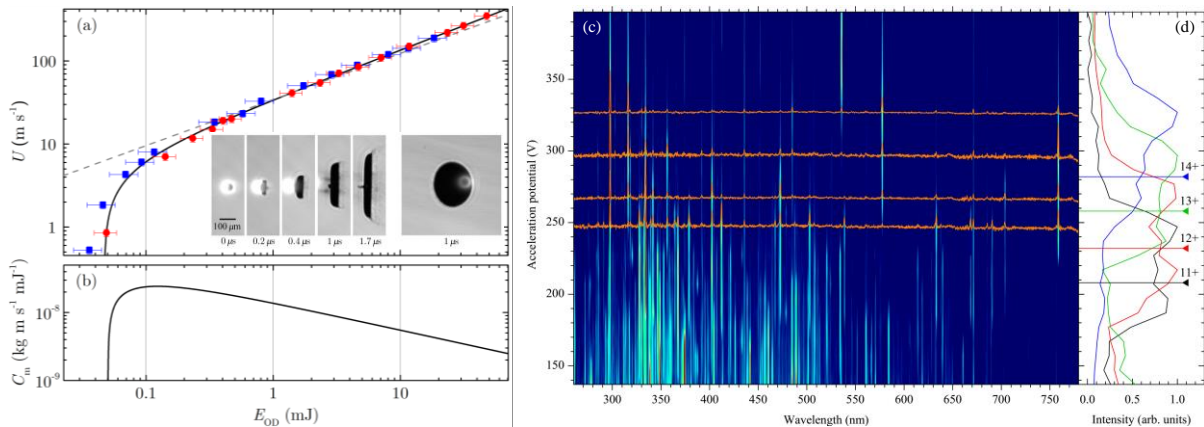 (a)
100
10
1
U (m s⁻¹)
100 μm
0 μs
0.2 μs
0.4 μs
1 μs
1.7 μs
1 μs
(b)
10⁻⁸
10⁻⁹
Cₘ (kg m s⁻¹ mJ⁻¹)
0.1
1
10
E_OD (mJ)
(c)
350
300
250
200
150
Acceleration potential (V)
300
350
400
450
500
550
600
650
700
750
Wavelength (nm)
(d)
14+
13+
12+
11+
0.0
0.5
1.0
Intensity (arb. units)